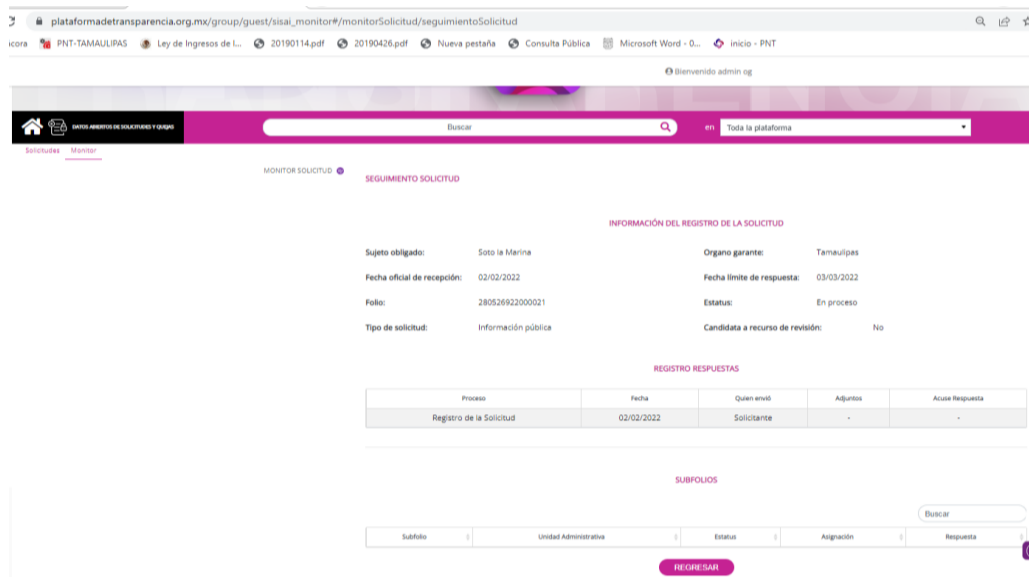 plataformadetransparencia.org.mx/group/guest/sisai_monitor#/monitorSolicitud/seguimientoSolicitud
ácora PNT-TAMAULIPAS Ley de Ingresos de l... 20190114.pdf 20190426.pdf Nueva pestaña Consulta Pública Microsoft Word - 0... inicio - PNT
Bienvenido admin og
DATOS ABIERTOS DE SOLICITUDES Y QUEJAS Buscar en Toda la plataforma
Solicitudes Monitor
MONITOR SOLICITUD
SEGUIMIENTO SOLICITUD
INFORMACIÓN DEL REGISTRO DE LA SOLICITUD
Sujeto obligado: Soto la Marina Organo garante: Tamaulipas
Fecha oficial de recepción: 02/02/2022 Fecha límite de respuesta: 03/03/2022
Folio: 280526922000021 Estatus: En proceso
Tipo de solicitud: Información pública Candidata a recurso de revisión: No
REGISTRO RESPUESTAS
Proceso Fecha Quien envió Adjuntos Acuse Respuesta
Registro de la Solicitud 02/02/2022 Solicitante - -
SUBFOLIOS
Buscar
Subfolio Unidad Administrativa Estatus Asignación Respuesta
REGRESAR